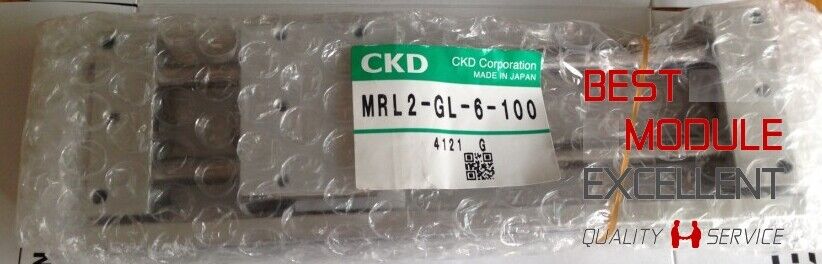 CKD
CKD Corporation
MADE IN JAPAN
MRL2-GL-6-100
4121 G
BEST
MODULE
EXCELLENT
QUALITY SERVICE